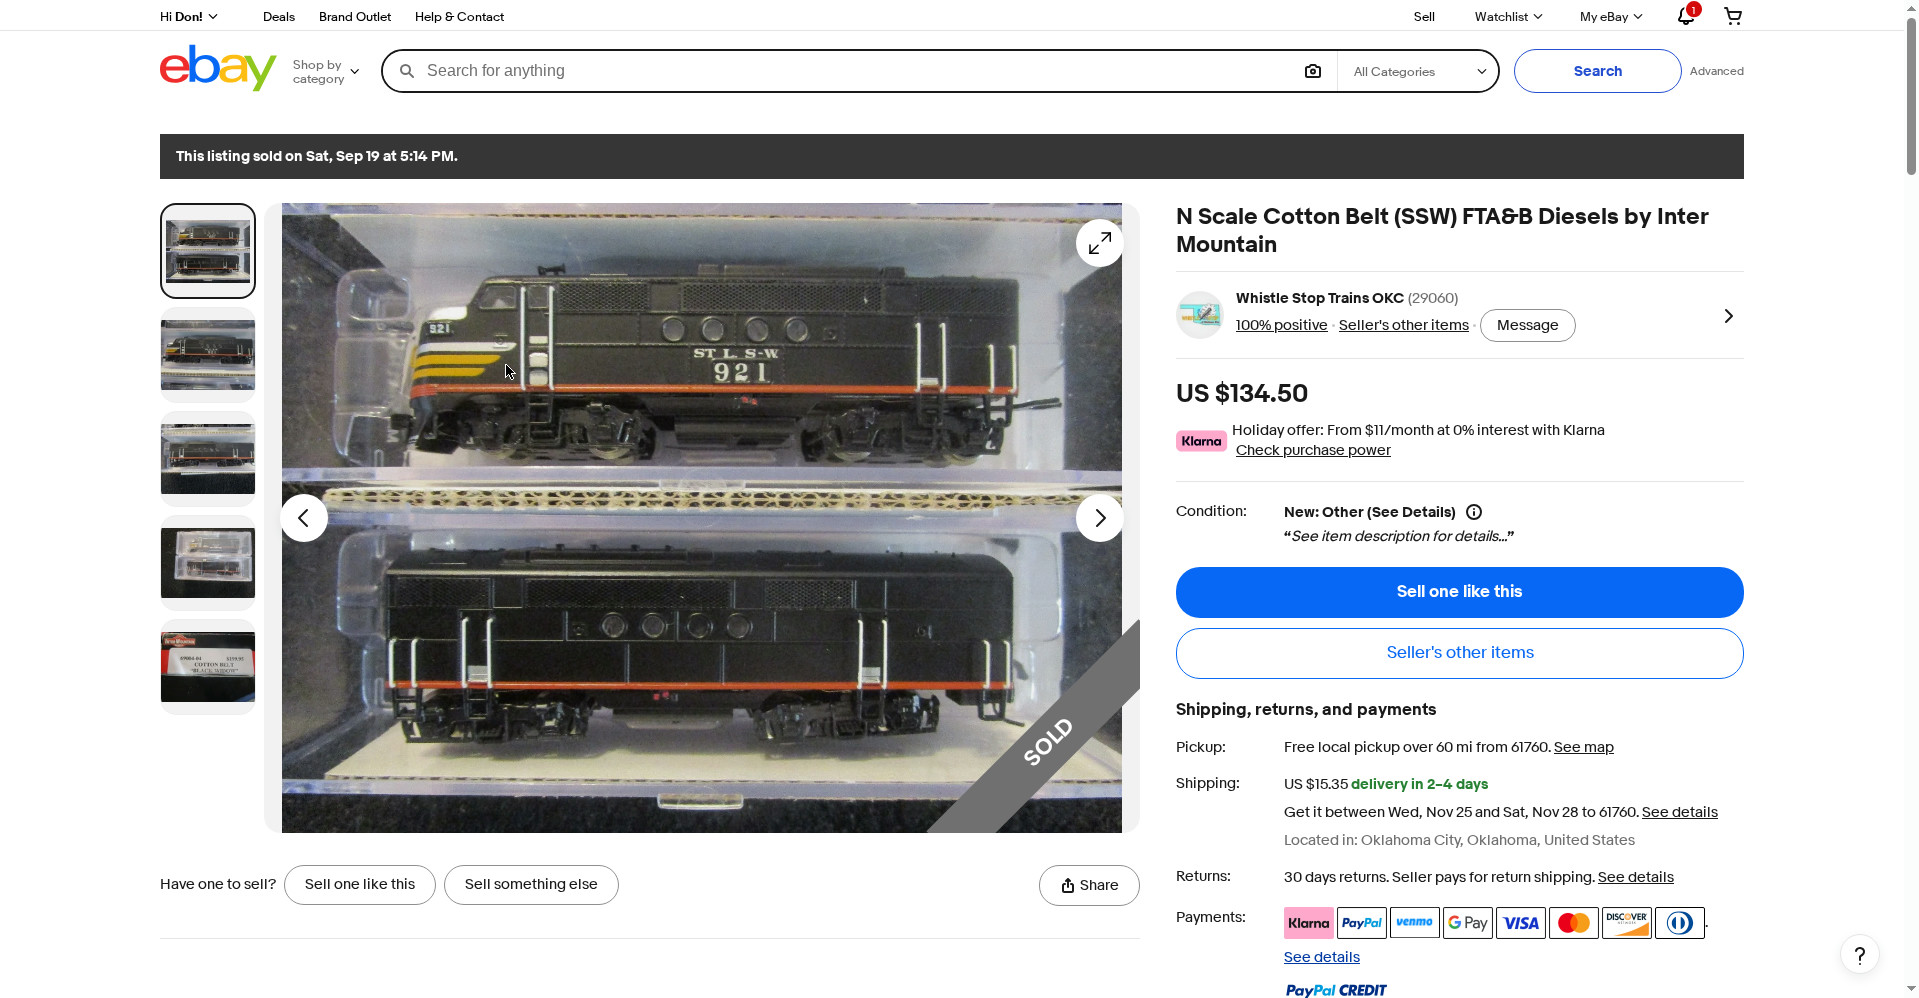 Hi Don!
Deals
Brand Outlet
Help & Contact
Sell
Watchlist
My eBay
1
ebay
Shop by
category
Search for anything
All Categories
Search
Advanced
This listing sold on Sat, Sep 19 at 5:14 PM.
921
ST L S-W
921
SOLD
COTTON BELT
N Scale Cotton Belt (SSW) FTA&B Diesels by Inter
Mountain
Whistle Stop Trains OKC (29060)
100% positive · Seller's other items · Message
US $134.50
Klarna
Holiday offer: From $11/month at 0% interest with Klarna
Check purchase power
Condition:
New: Other (See Details)
“See item description for details...”
Sell one like this
Seller's other items
Shipping, returns, and payments
Pickup:
Free local pickup over 60 mi from 61760. See map
Shipping:
US $15.35 delivery in 2–4 days
Get it between Wed, Nov 25 and Sat, Nov 28 to 61760. See details
Located in: Oklahoma City, Oklahoma, United States
Returns:
30 days returns. Seller pays for return shipping. See details
Payments:
Klarna PayPal venmo G Pay VISA DISCOVER
See details
PayPal CREDIT
Have one to sell?
Sell one like this
Sell something else
Share
?